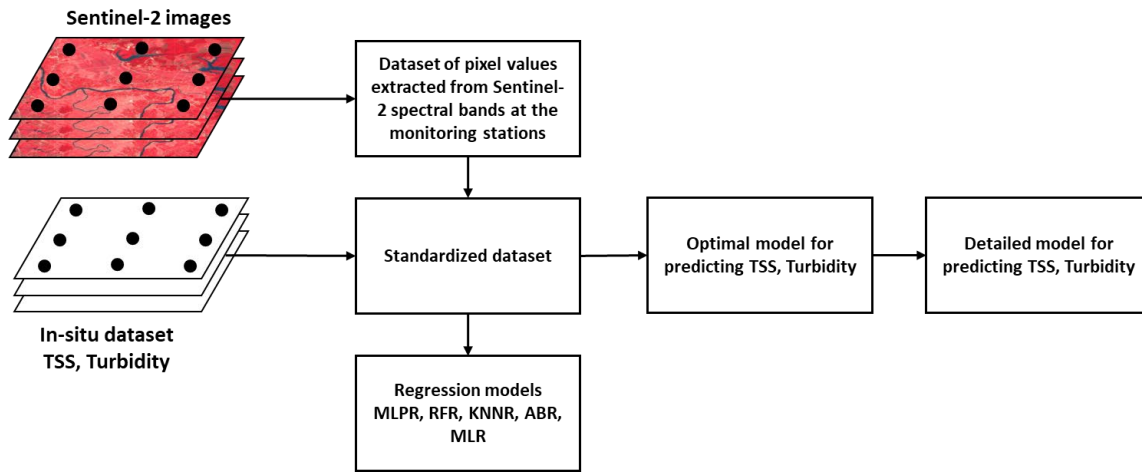 Sentinel-2 images
Dataset of pixel values
extracted from Sentinel-
2 spectral bands at the
monitoring stations
Standardized dataset
Optimal model for
predicting TSS, Turbidity
Detailed model for
predicting TSS, Turbidity
In-situ dataset
TSS, Turbidity
Regression models
MLPR, RFR, KNNR, ABR,
MLR